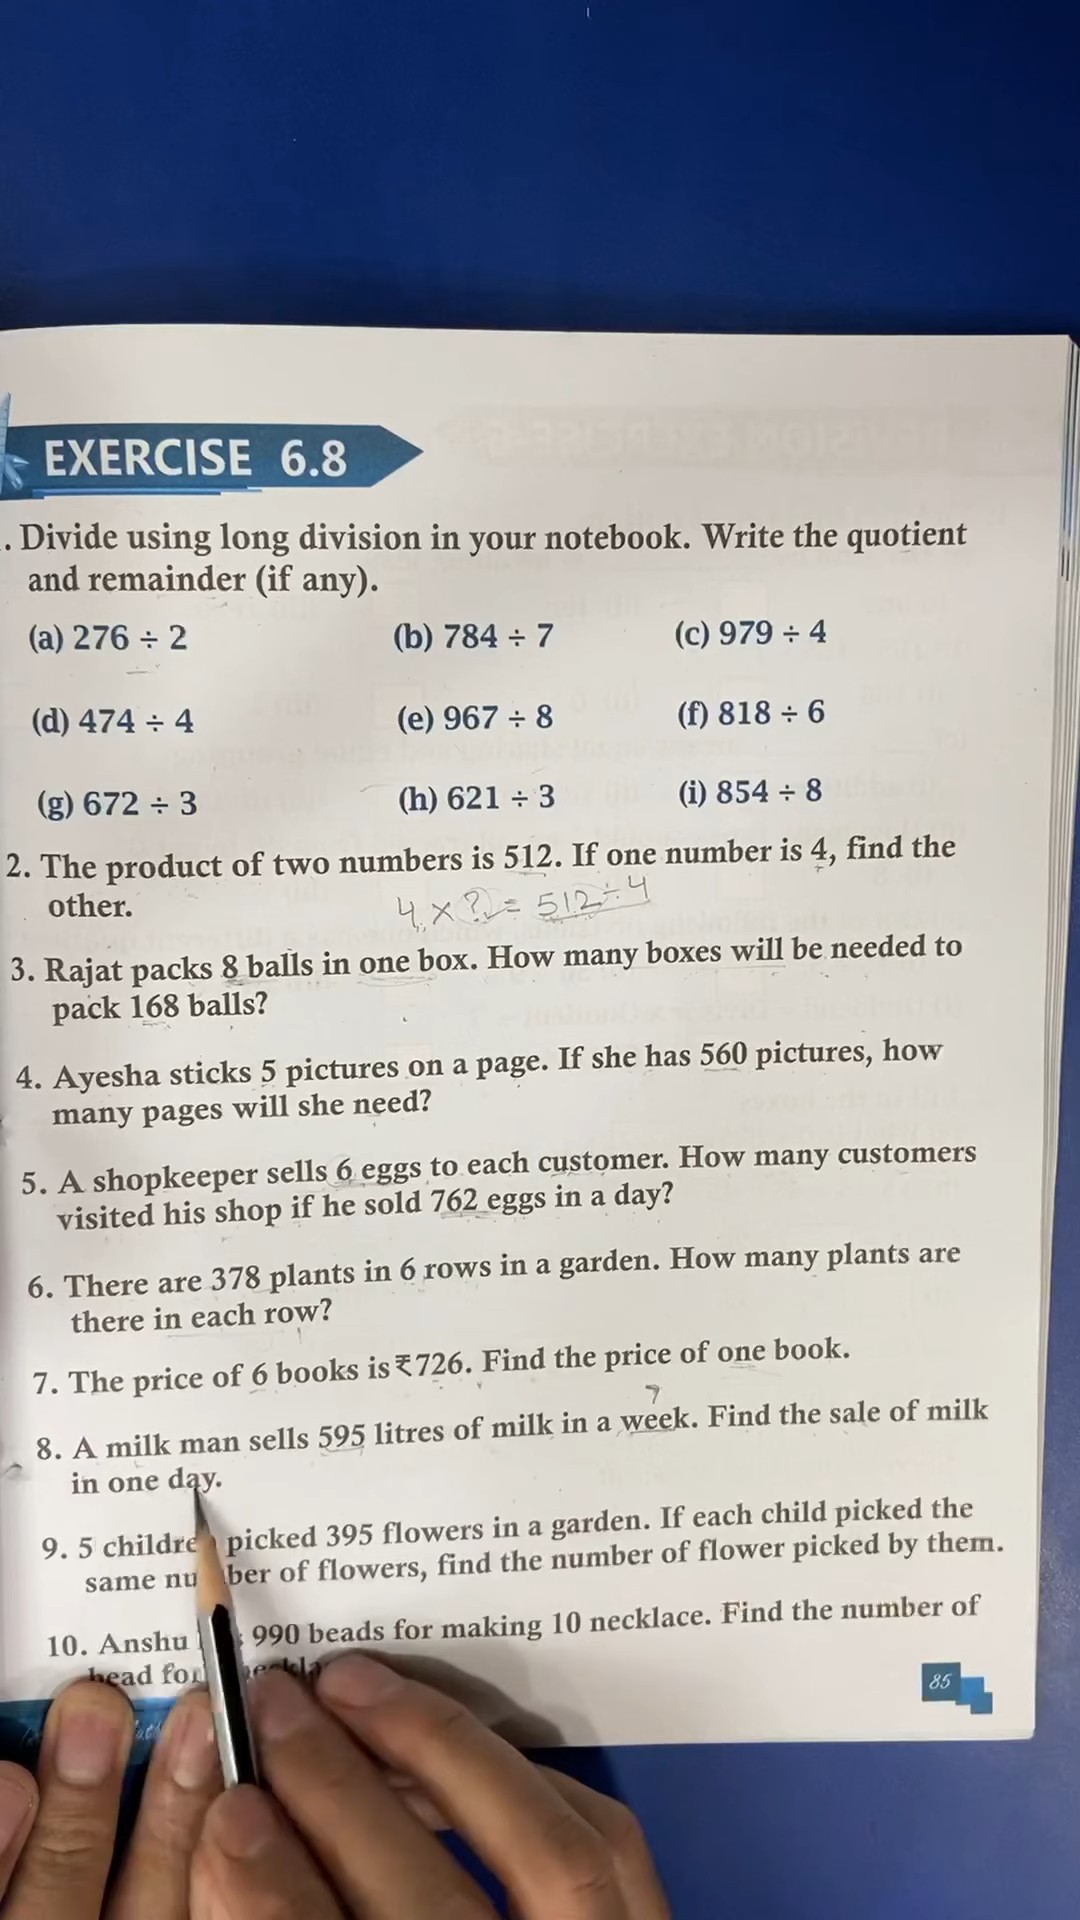 EXERCISE 6.8
. Divide using long division in your notebook. Write the quotient
and remainder (if any).
(a) 276 ÷ 2 (b) 784 ÷ 7 (c) 979 ÷ 4
(d) 474 ÷ 4 (e) 967 ÷ 8 (f) 818 ÷ 6
(g) 672 ÷ 3 (h) 621 ÷ 3 (i) 854 ÷ 8
2. The product of two numbers is 512. If one number is 4, find the
other.
4 × ? = 512 ÷ 4
3. Rajat packs 8 balls in one box. How many boxes will be needed to
pack 168 balls?
4. Ayesha sticks 5 pictures on a page. If she has 560 pictures, how
many pages will she need?
5. A shopkeeper sells 6 eggs to each customer. How many customers
visited his shop if he sold 762 eggs in a day?
6. There are 378 plants in 6 rows in a garden. How many plants are
there in each row?
7. The price of 6 books is ₹726. Find the price of one book.
7
8. A milk man sells 595 litres of milk in a week. Find the sale of milk
in one day.
9. 5 childre picked 395 flowers in a garden. If each child picked the
same nu ber of flowers, find the number of flower picked by them.
10. Anshu 990 beads for making 10 necklace. Find the number of
bead for
85